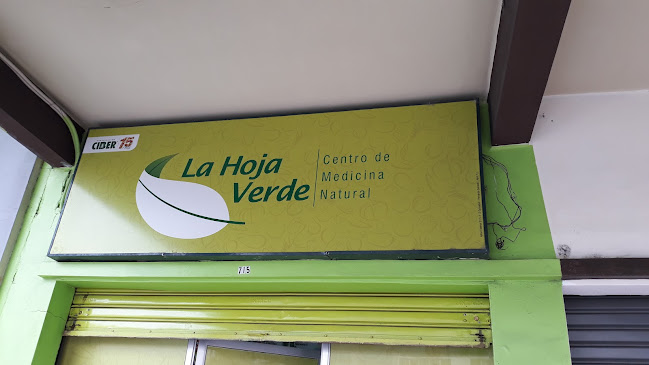 CIBER 15
La Hoja
Verde
Centro de
Medicina
Natural
715